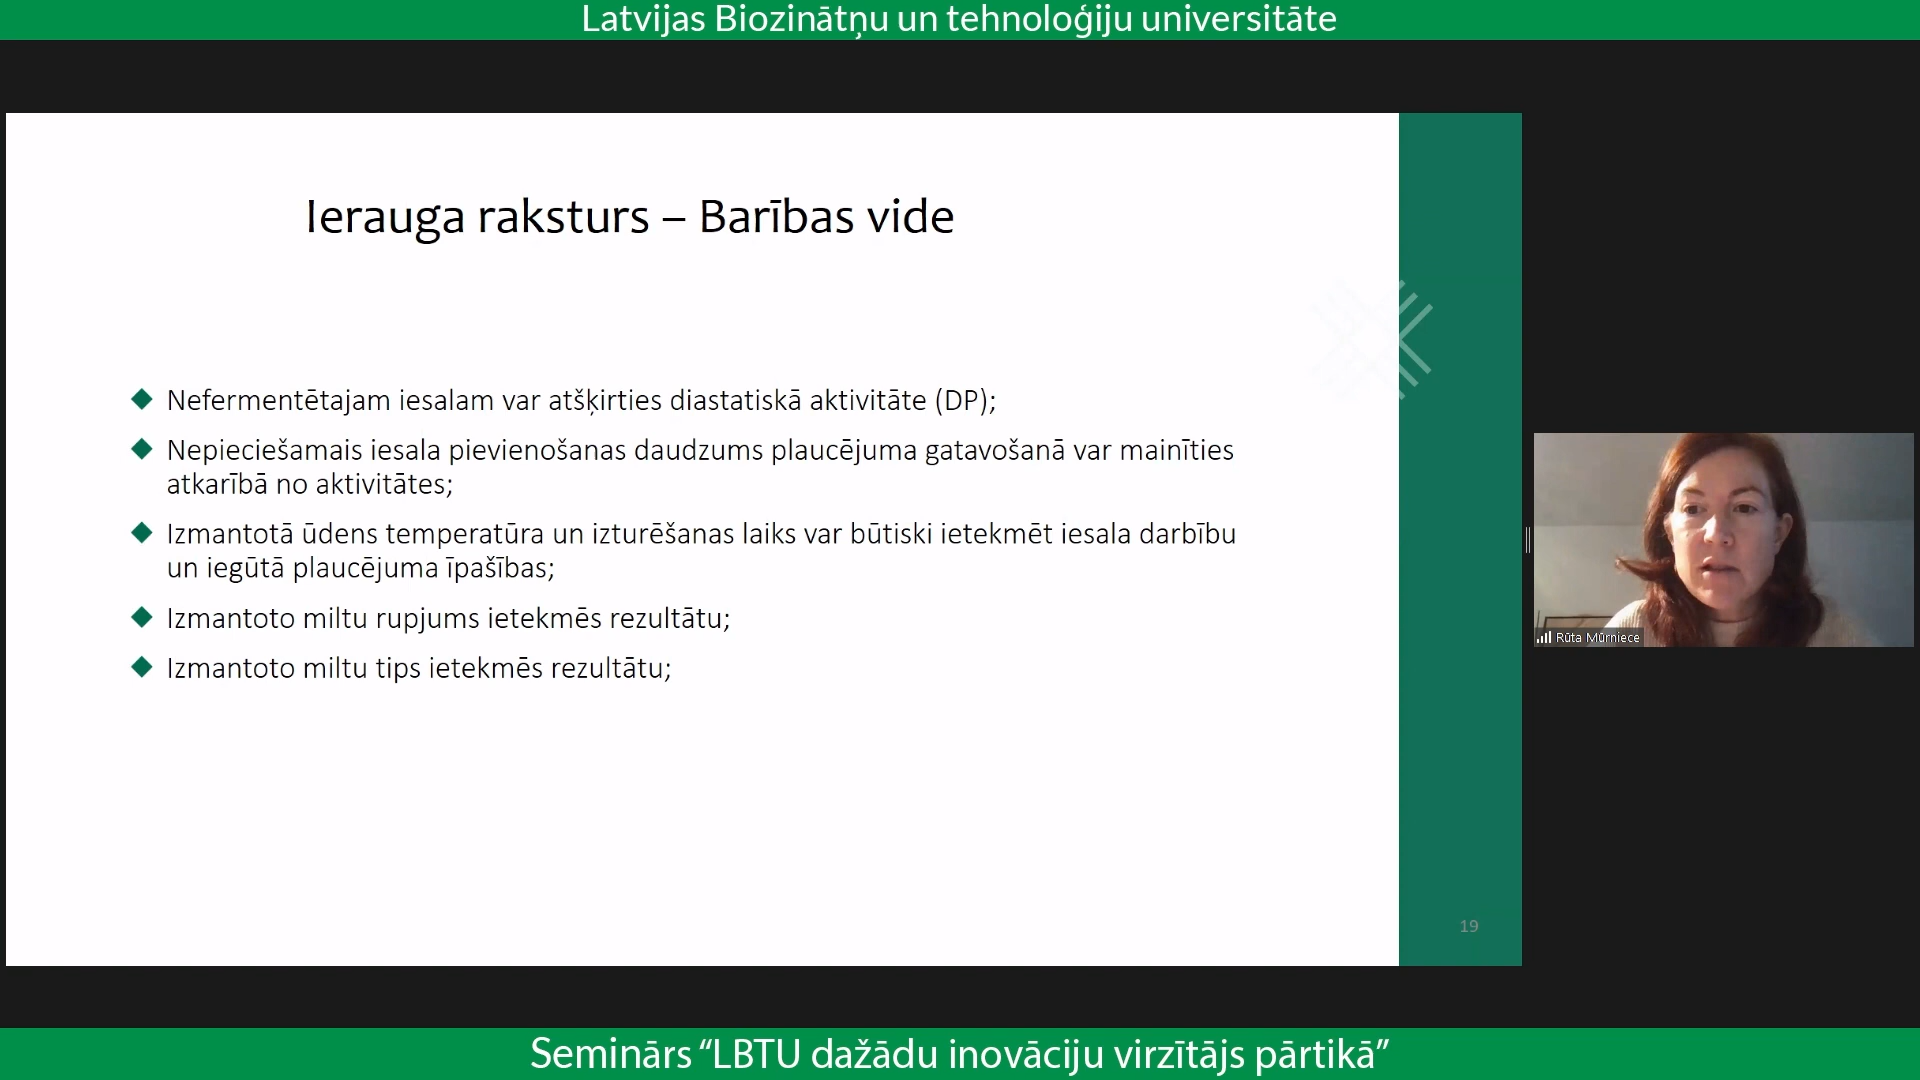 Latvijas Biozinātņu un tehnoloģiju universitāte
Ierauga raksturs – Barības vide
Nefermentētajam iesalam var atšķirties diastatiskā aktivitāte (DP);
Nepieciešamais iesala pievienošanas daudzums plaucējuma gatavošanā var mainīties
atkarībā no aktivitātes;
Izmantotā ūdens temperatūra un izturēšanas laiks var būtiski ietekmēt iesala darbību
un iegūtā plaucējuma īpašības;
Izmantoto miltu rupjums ietekmēs rezultātu;
Izmantoto miltu tips ietekmēs rezultātu;
19
Rūta Mūrniece
Seminārs “LBTU dažādu inovāciju virzītājs pārtikā”